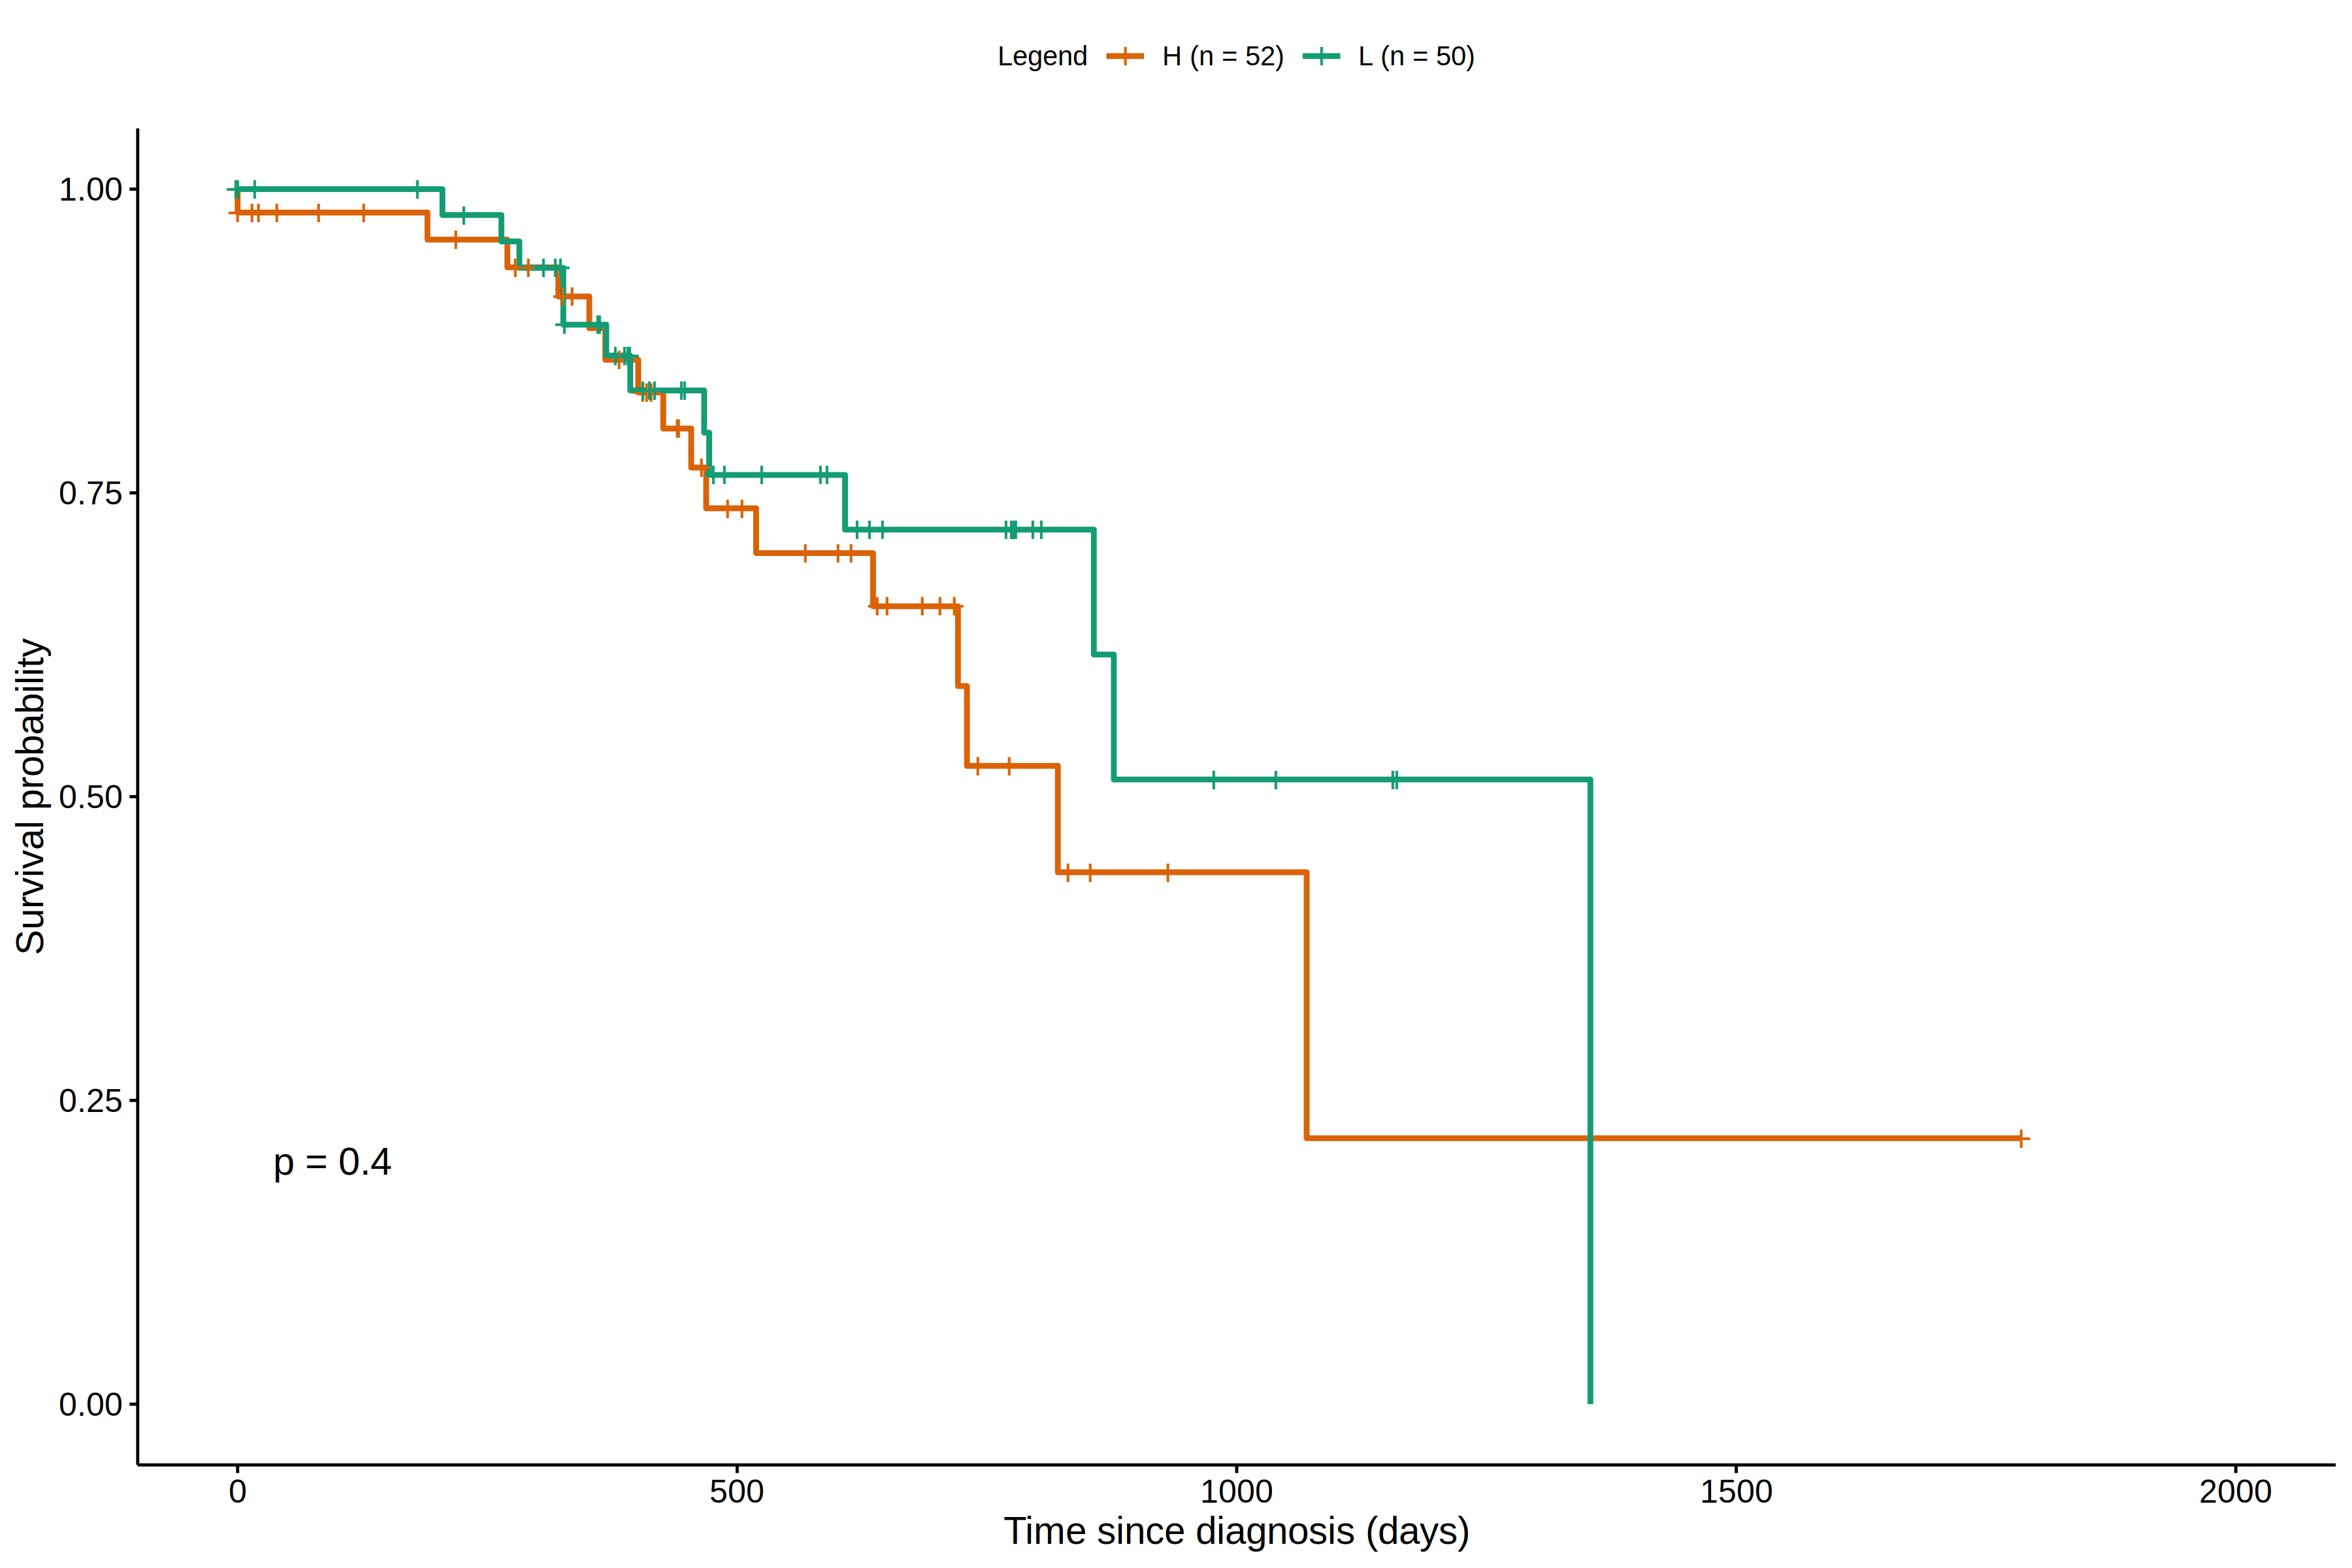 Legend H (n = 52) L (n = 50)
1.00
0.75
0.50
0.25
0.00
Survival probability
p = 0.4
0 500 1000 1500 2000
Time since diagnosis (days)